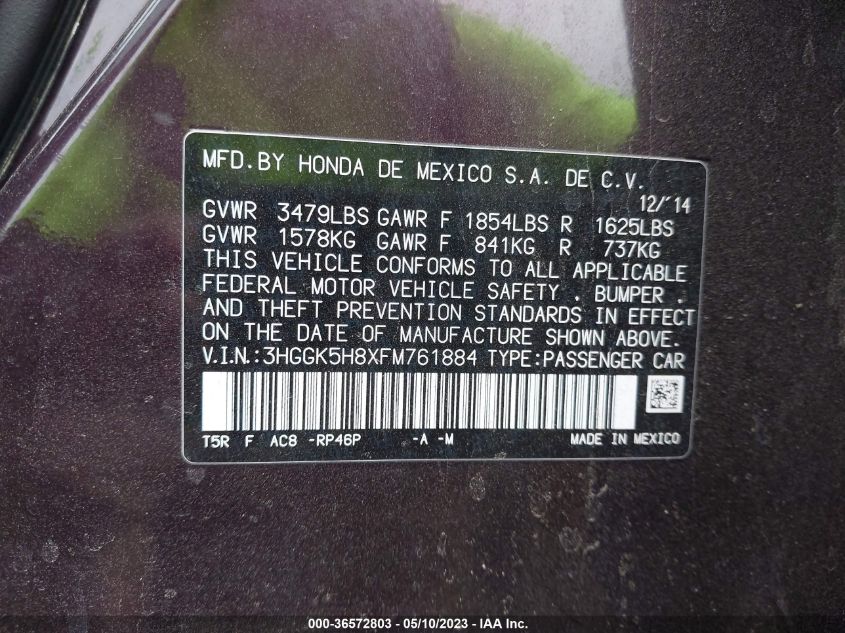 MFD.BY HONDA DE MEXICO S.A. DE C.V.
12/'14
GVWR 3479LBS GAWR F 1854LBS R 1625LBS
GVWR 1578KG GAWR F 841KG R 737KG
THIS VEHICLE CONFORMS TO ALL APPLICABLE
FEDERAL MOTOR VEHICLE SAFETY . BUMPER .
AND THEFT PREVENTION STANDARDS IN EFFECT
ON THE DATE OF MANUFACTURE SHOWN ABOVE.
V.I.N.:3HGGK5H8XFM761884 TYPE:PASSENGER CAR
T5R F AC8 -RP46P -A -M MADE IN MEXICO
000-36572803 - 05/10/2023 - IAA Inc.